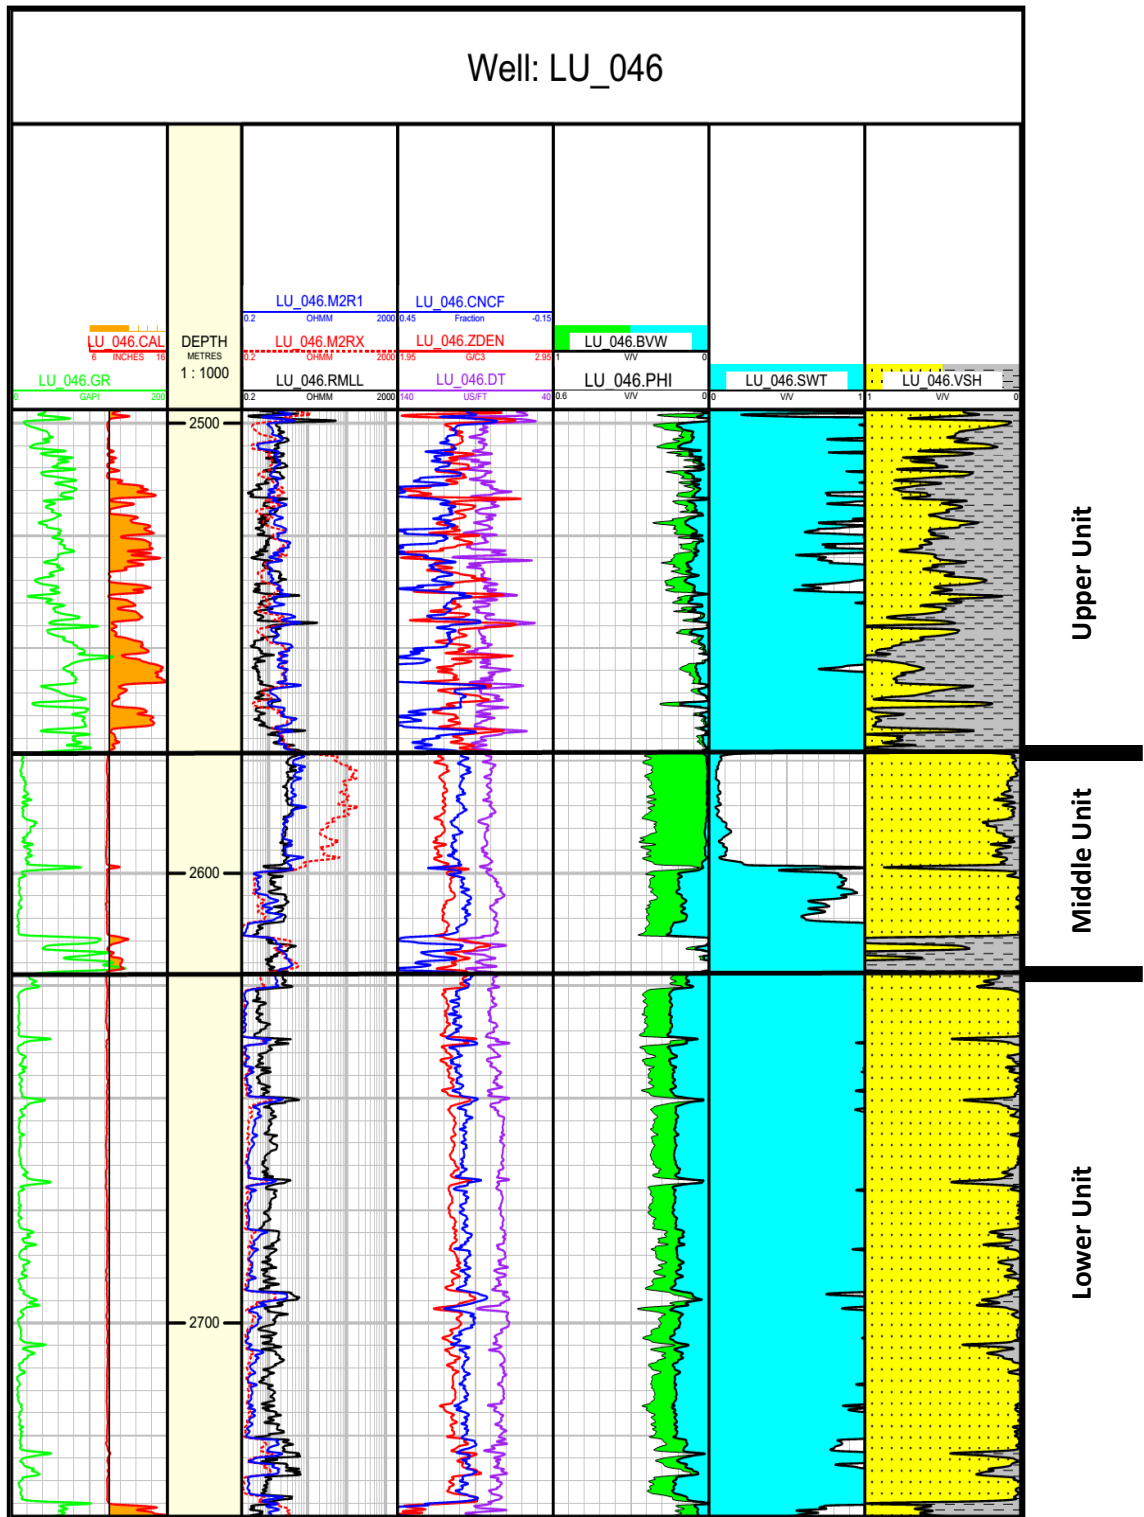 Well: LU_046
LU_046.M2R1
0.2 OHMM 2000
LU_046.CNCF
0.45 Fraction -0.15
LU_046.CAL
6 INCHES 16
DEPTH
METRES
1 : 1000
LU_046.M2RX
0.2 OHMM 2000
LU_046.ZDEN
1.95 G/C3 2.95
LU_046.BVW
1 V/V 0
LU_046.GR
0 GAPI 200
LU_046.RMLL
0.2 OHMM 2000
LU_046.DT
140 US/FT 40
LU_046.PHI
0.6 V/V 0
LU_046.SWT
0 V/V 1
LU_046.VSH
1 V/V 0
2500
Upper Unit
2600
Middle Unit
2700
Lower Unit